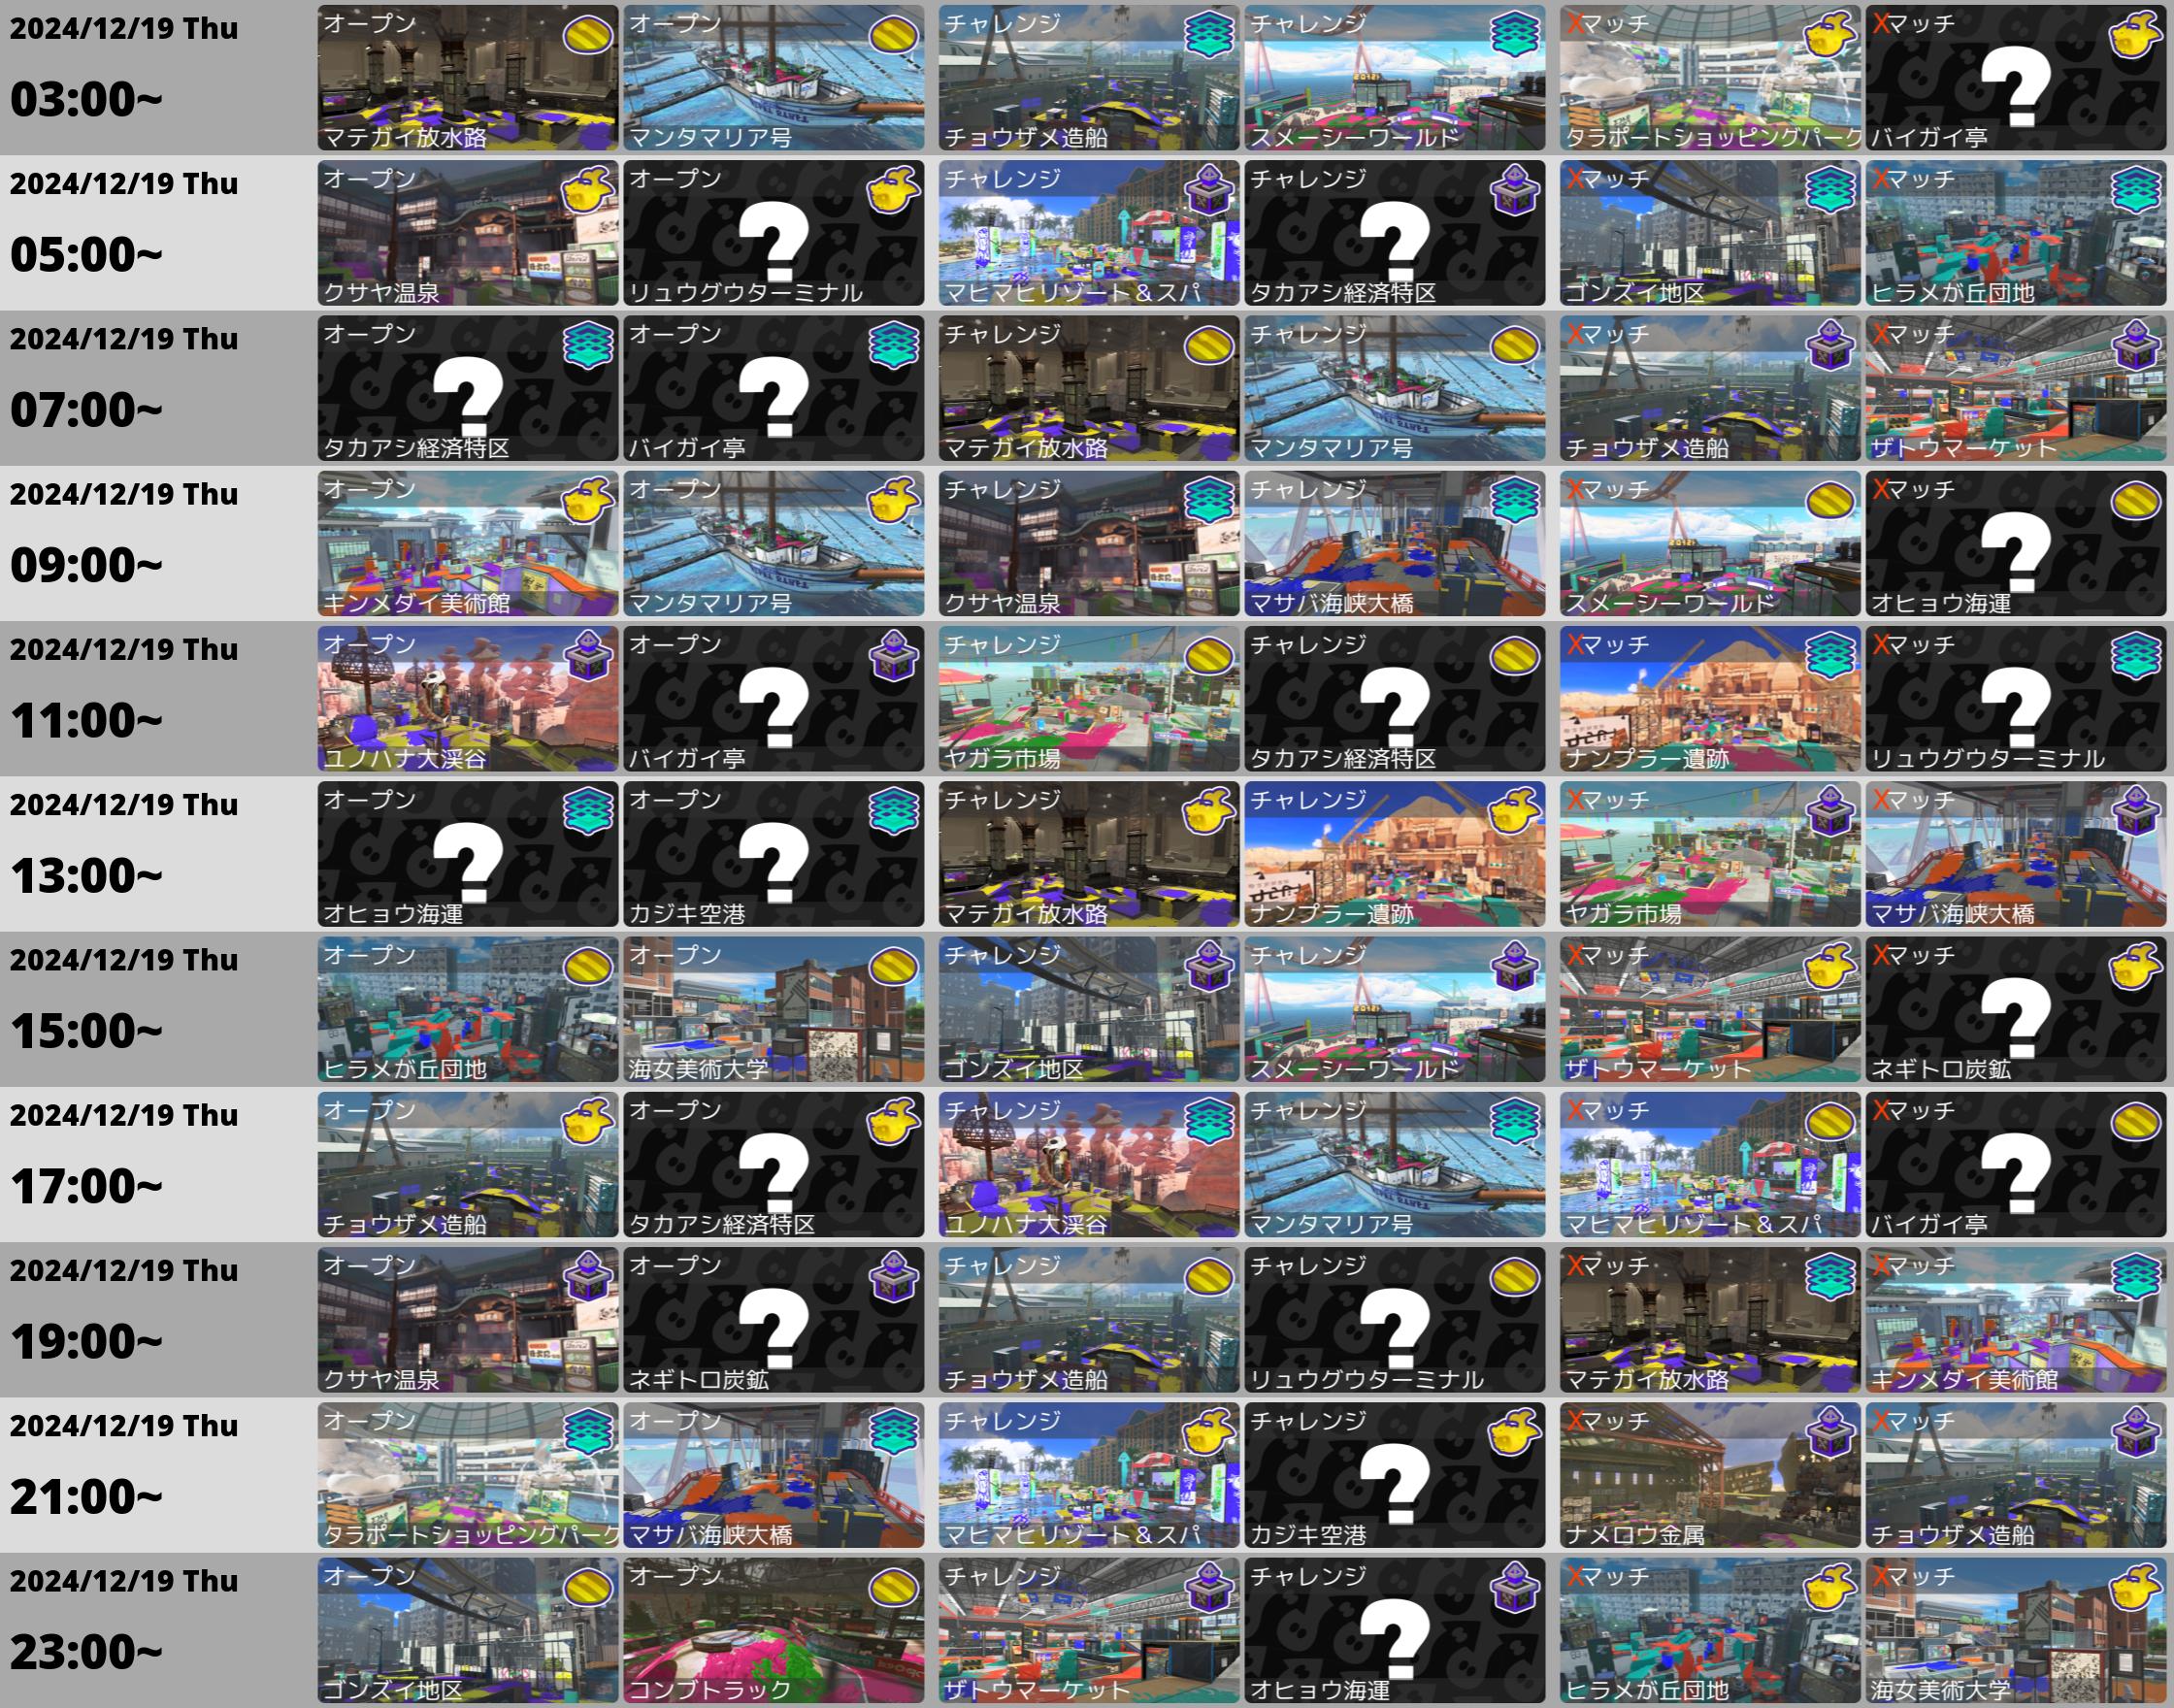 2024/12/19 Thu
03:00~
オープン
マテガイ放水路
オープン
マンタマリア号
チャレンジ
チョウザメ造船
チャレンジ
スメーシーワールド
Xマッチ
タラポートショッピングパーク
Xマッチ
バイガイ亭
2024/12/19 Thu
05:00~
オープン
クサヤ温泉
オープン
リュウグウターミナル
チャレンジ
マヒマヒリゾート&スパ
チャレンジ
タカアシ経済特区
Xマッチ
ゴンズイ地区
Xマッチ
ヒラメが丘団地
2024/12/19 Thu
07:00~
オープン
タカアシ経済特区
オープン
バイガイ亭
チャレンジ
マテガイ放水路
チャレンジ
マンタマリア号
Xマッチ
チョウザメ造船
Xマッチ
ザトウマーケット
2024/12/19 Thu
09:00~
オープン
キンメダイ美術館
オープン
マンタマリア号
チャレンジ
クサヤ温泉
チャレンジ
マサバ海峡大橋
Xマッチ
スメーシーワールド
Xマッチ
オヒョウ海運
2024/12/19 Thu
11:00~
オープン
ユノハナ大渓谷
オープン
バイガイ亭
チャレンジ
ヤガラ市場
チャレンジ
タカアシ経済特区
Xマッチ
ナンプラー遺跡
Xマッチ
リュウグウターミナル
2024/12/19 Thu
13:00~
オープン
オヒョウ海運
オープン
カジキ空港
チャレンジ
マテガイ放水路
チャレンジ
ナンプラー遺跡
Xマッチ
ヤガラ市場
Xマッチ
マサバ海峡大橋
2024/12/19 Thu
15:00~
オープン
ヒラメが丘団地
オープン
海女美術大学
チャレンジ
ゴンズイ地区
チャレンジ
スメーシーワールド
Xマッチ
ザトウマーケット
Xマッチ
ネギトロ炭鉱
2024/12/19 Thu
17:00~
オープン
チョウザメ造船
オープン
タカアシ経済特区
チャレンジ
ユノハナ大渓谷
チャレンジ
マンタマリア号
Xマッチ
マヒマヒリゾート&スパ
Xマッチ
バイガイ亭
2024/12/19 Thu
19:00~
オープン
クサヤ温泉
オープン
ネギトロ炭鉱
チャレンジ
チョウザメ造船
チャレンジ
リュウグウターミナル
Xマッチ
マテガイ放水路
Xマッチ
キンメダイ美術館
2024/12/19 Thu
21:00~
オープン
タラポートショッピングパーク
オープン
マサバ海峡大橋
チャレンジ
マヒマヒリゾート&スパ
チャレンジ
カジキ空港
Xマッチ
ナメロウ金属
Xマッチ
チョウザメ造船
2024/12/19 Thu
23:00~
オープン
ゴンズイ地区
オープン
コンブトラック
チャレンジ
ザトウマーケット
チャレンジ
オヒョウ海運
Xマッチ
ヒラメが丘団地
Xマッチ
海女美術大学